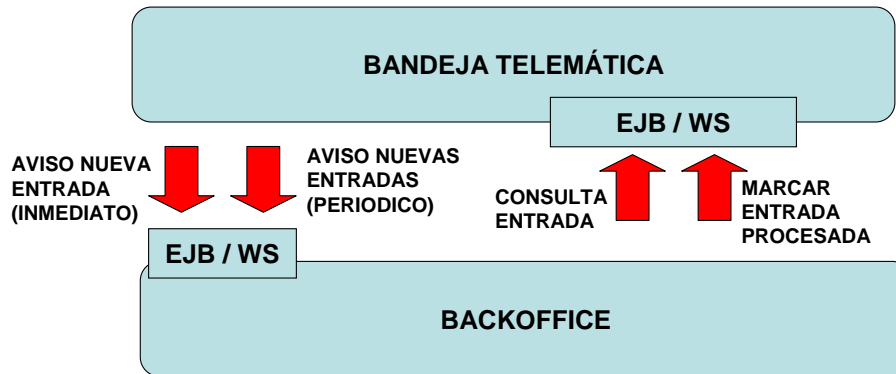 BANDEJA TELEMÁTICA
EJB / WS
AVISO NUEVA
ENTRADA
(INMEDIATO)
AVISO NUEVAS
ENTRADAS
(PERIODICO)
CONSULTA
ENTRADA
MARCAR
ENTRADA
PROCESADA
EJB / WS
BACKOFFICE